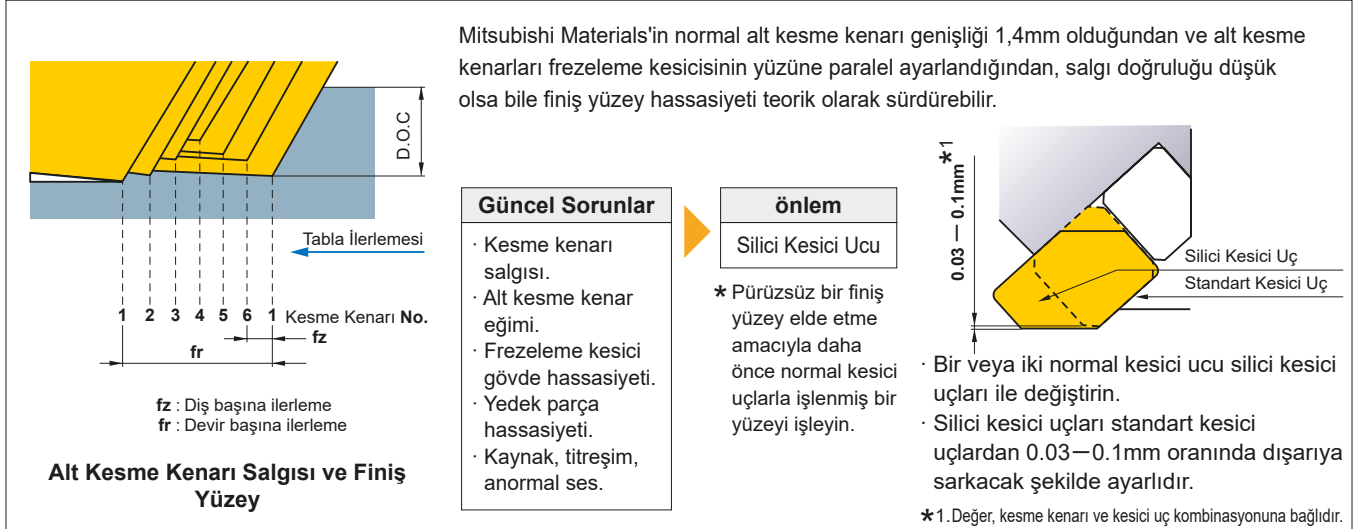 Mitsubishi Materials'in normal alt kesme kenarı genişliği 1,4mm olduğundan ve alt kesme
kenarları frezeleme kesicisinin yüzüne paralel ayarlandığından, salgı doğruluğu düşük
olsa bile finiş yüzey hassasiyeti teorik olarak sürdürebilir.
D.O.C
Tabla İlerlemesi
1 2 3 4 5 6 1 Kesme Kenarı No.
fz
fr
fz : Diş başına ilerleme
fr : Devir başına ilerleme
Alt Kesme Kenarı Salgısı ve Finiş
Yüzey
Güncel Sorunlar
· Kesme kenarı
salgısı.
· Alt kesme kenar
eğimi.
· Frezeleme kesici
gövde hassasiyeti.
· Yedek parça
hassasiyeti.
· Kaynak, titreşim,
anormal ses.
önlem
Silici Kesici Ucu
* Pürüzsüz bir finiş
yüzey elde etme
amacıyla daha
önce normal kesici
uçlarla işlenmiş bir
yüzeyi işleyin.
0.03 – 0.1mm*1
Silici Kesici Uç
Standart Kesici Uç
· Bir veya iki normal kesici ucu silici kesici
uçları ile değiştirin.
· Silici kesici uçları standart kesici
uçlardan 0.03–0.1mm oranında dışarıya
sarkacak şekilde ayarlıdır.
*1.Değer, kesme kenarı ve kesici uç kombinasyonuna bağlıdır.